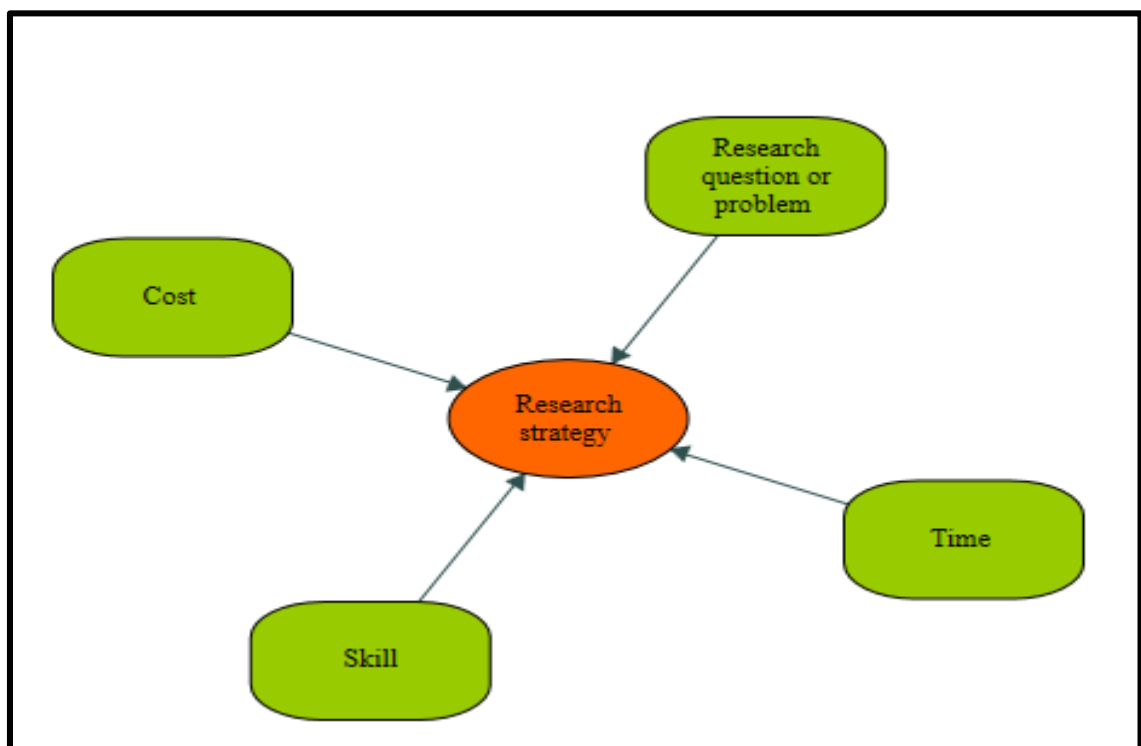 Research
question or
problem
Cost
Research
strategy
Time
Skill